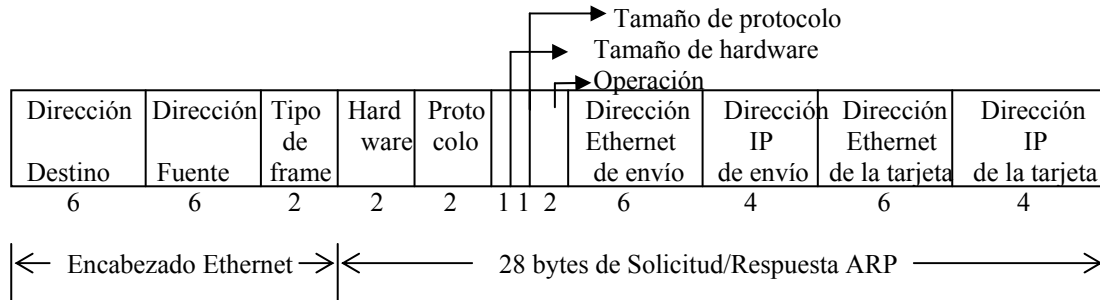 Tamaño de protocolo
Tamaño de hardware
Operación
Dirección Dirección Tipo Hard Proto Dirección Dirección Dirección Dirección
de ware colo Ethernet IP Ethernet IP
Destino Fuente frame de envío de envío de la tarjeta de la tarjeta
6 6 2 2 2 1 1 2 6 4 6 4
Encabezado Ethernet 28 bytes de Solicitud/Respuesta ARP